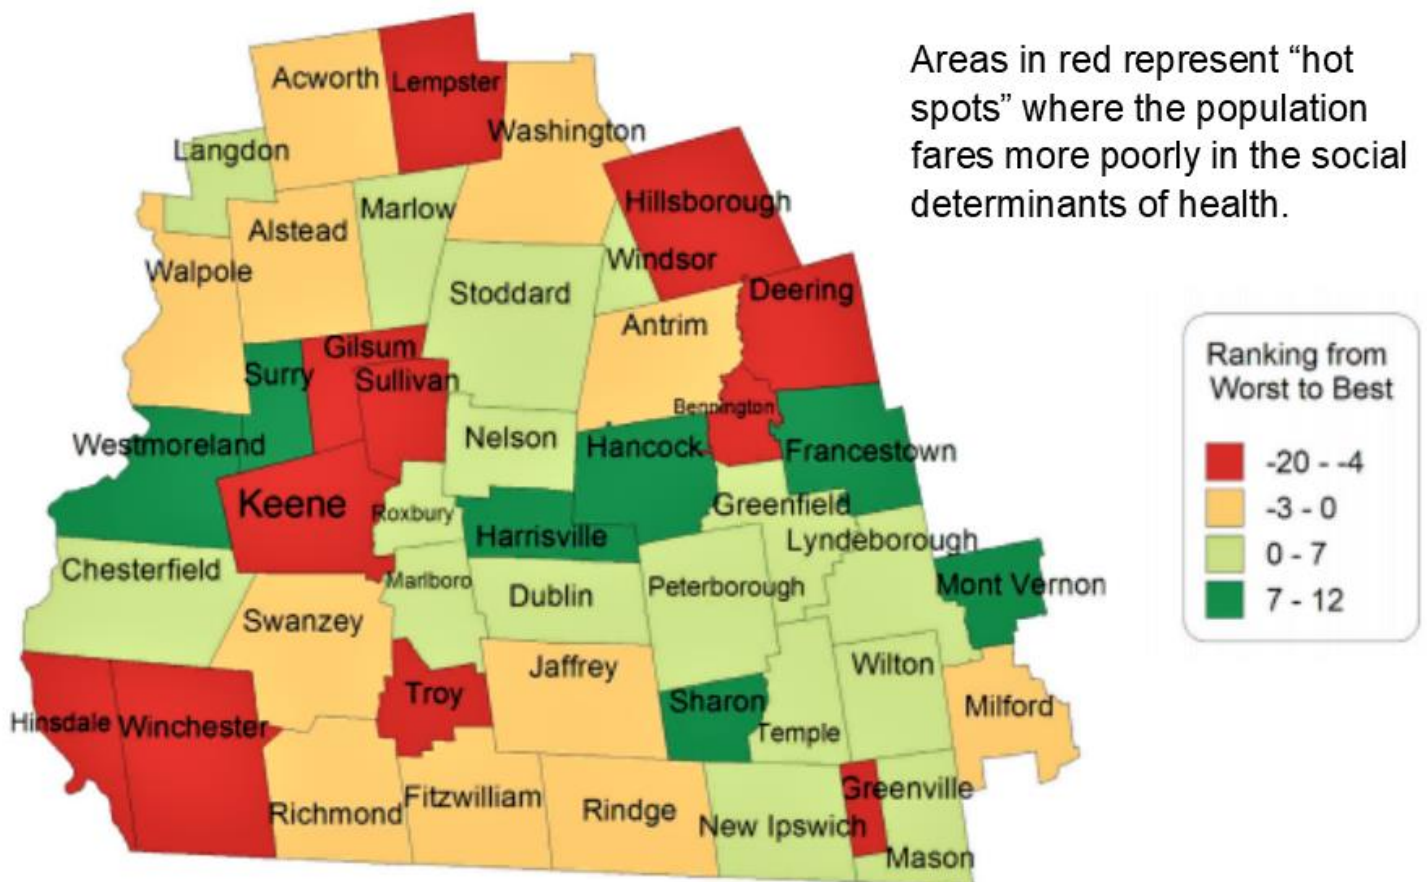 Areas in red represent “hot
spots” where the population
fares more poorly in the social
determinants of health.
Acworth
Lempster
Washington
Langdon
Marlow
Hillsborough
Alstead
Walpole
Windsor
Stoddard
Deering
Antrim
Gilsum
Surry
Sullivan
Bennington
Westmoreland
Nelson
Hancock
Francestown
Keene
Roxbury
Greenfield
Harrisville
Lyndeborough
Chesterfield
Marlboro
Dublin
Peterborough
Mont Vernon
Swanzey
Jaffrey
Wilton
Troy
Sharon
Milford
Hinsdale
Winchester
Temple
Richmond
Fitzwilliam
Rindge
Greenville
New Ipswich
Mason
Ranking from
Worst to Best
-20 - -4
-3 - 0
0 - 7
7 - 12